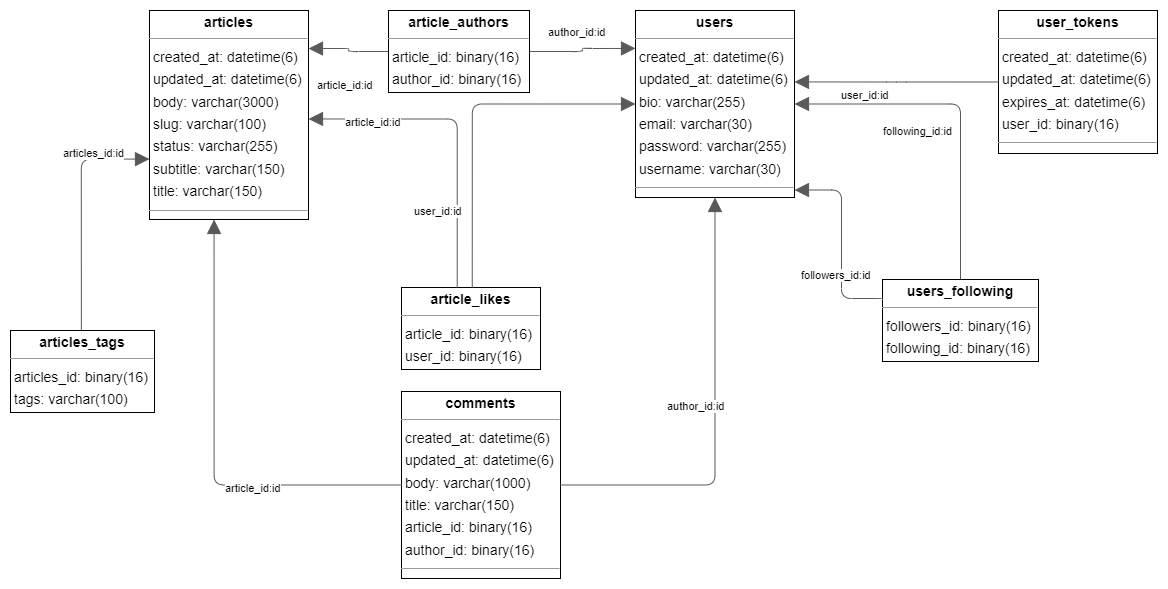 articles
created_at: datetime(6)
updated_at: datetime(6)
body: varchar(3000)
slug: varchar(100)
status: varchar(255)
subtitle: varchar(150)
title: varchar(150)
article_authors
article_id: binary(16)
author_id: binary(16)
users
created_at: datetime(6)
updated_at: datetime(6)
bio: varchar(255)
email: varchar(30)
password: varchar(255)
username: varchar(30)
user_tokens
created_at: datetime(6)
updated_at: datetime(6)
expires_at: datetime(6)
user_id: binary(16)
author_id:id
article_id:id
user_id:id
article_id:id
following_id:id
articles_id:id
user_id:id
followers_id:id
article_likes
article_id: binary(16)
user_id: binary(16)
users_following
followers_id: binary(16)
following_id: binary(16)
articles_tags
articles_id: binary(16)
tags: varchar(100)
comments
created_at: datetime(6)
updated_at: datetime(6)
body: varchar(1000)
title: varchar(150)
article_id: binary(16)
author_id: binary(16)
author_id:id
article_id:id